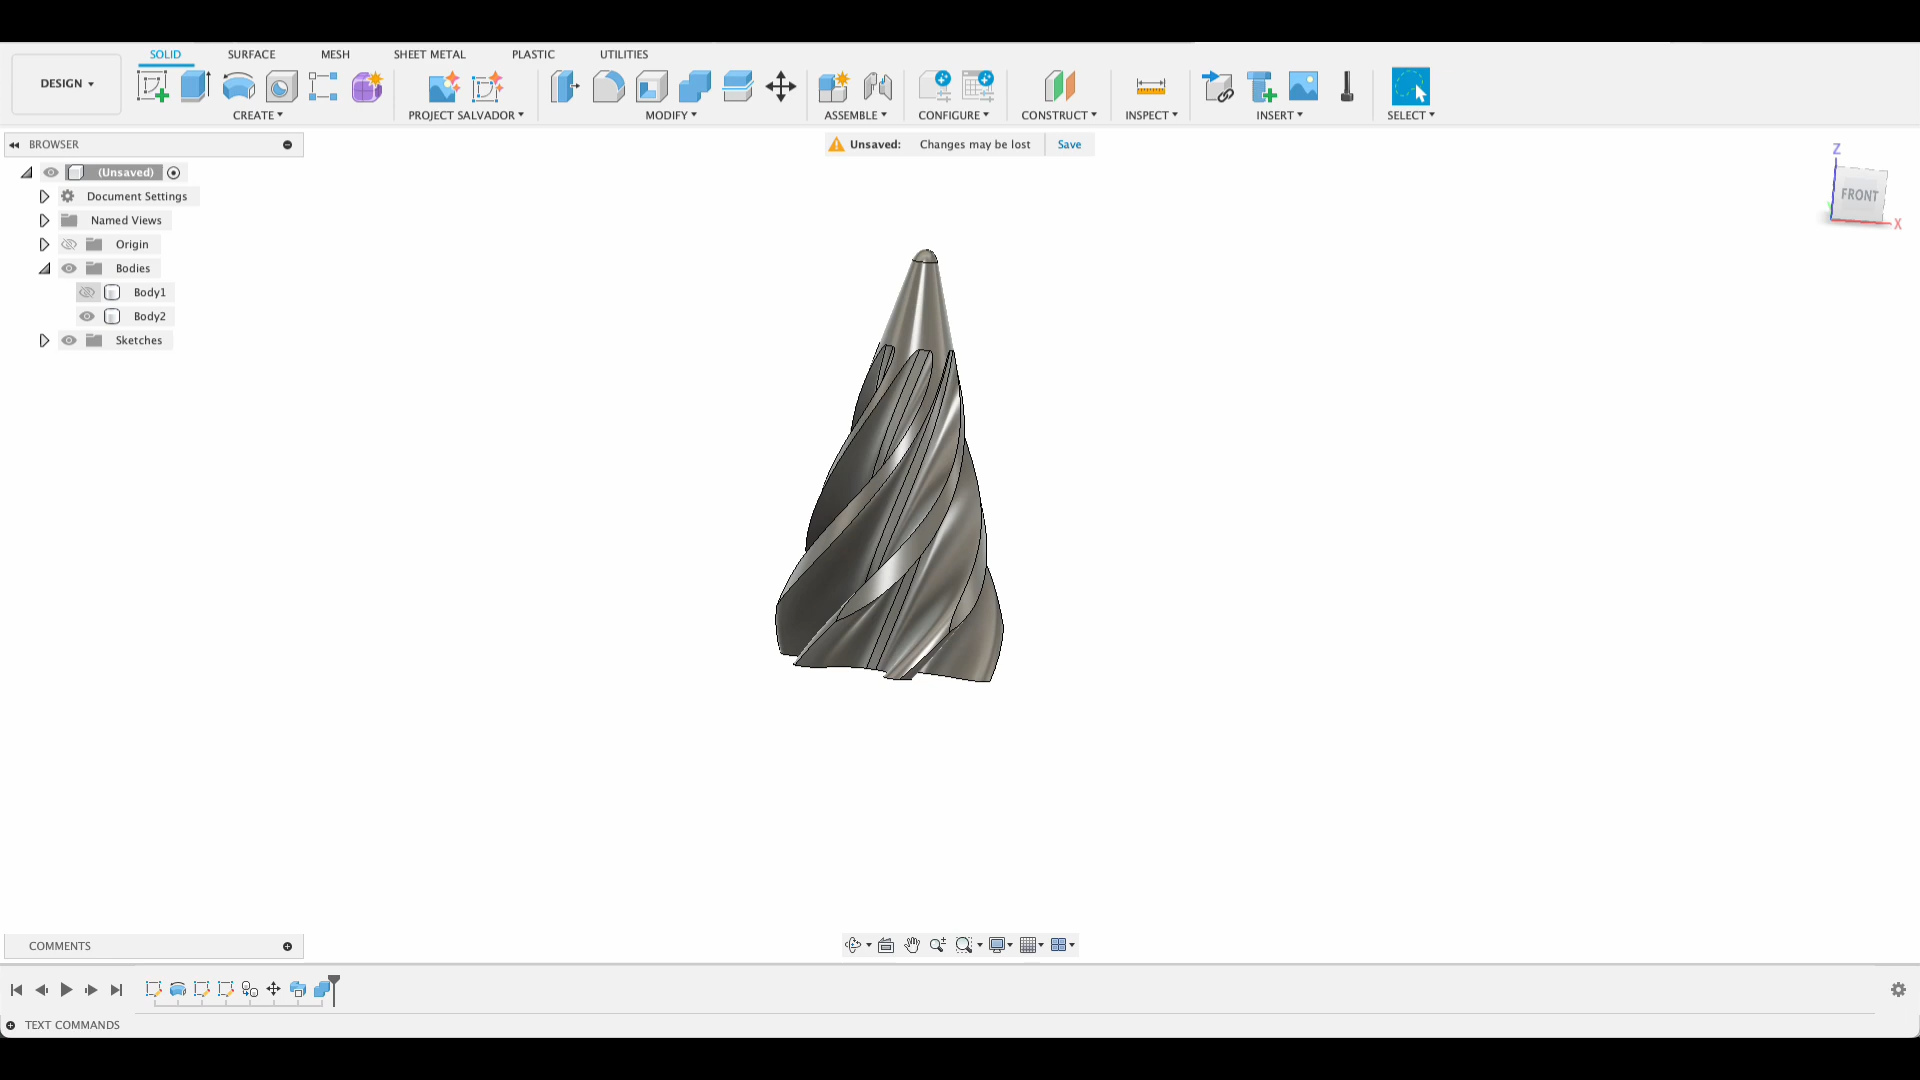 SOLID SURFACE MESH SHEET METAL PLASTIC UTILITIES
DESIGN
CREATE PROJECT SALVADOR MODIFY ASSEMBLE CONFIGURE CONSTRUCT INSPECT INSERT SELECT
BROWSER
Unsaved: Changes may be lost Save
(Unsaved)
Document Settings
Named Views
Origin
Bodies
Body1
Body2
Sketches
Z
FRONT
X
COMMENTS
TEXT COMMANDS